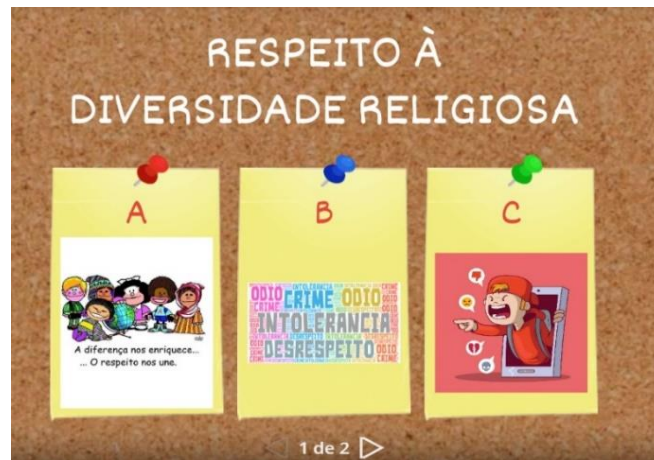 RESPEITO À
DIVERSIDADE RELIGIOSA
A
B
C
A diferença nos enriquece...
... O respeito nos une.
ODIO CRIME ODIO
INTOLERANCIA
DESRESPEITO
1 de 2